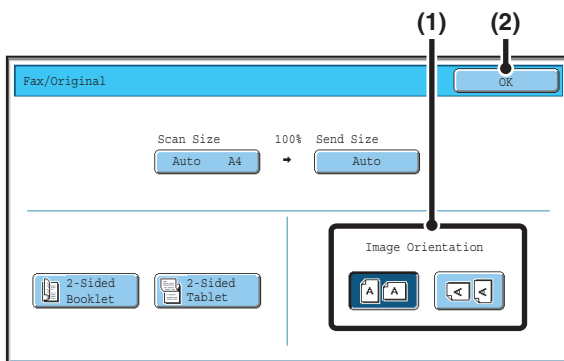 (1) (2)
Fax/Original OK
Scan Size 100% Send Size
Auto A4 Auto
Image Orientation
2-Sided
Booklet
2-Sided
Tablet
A A A A